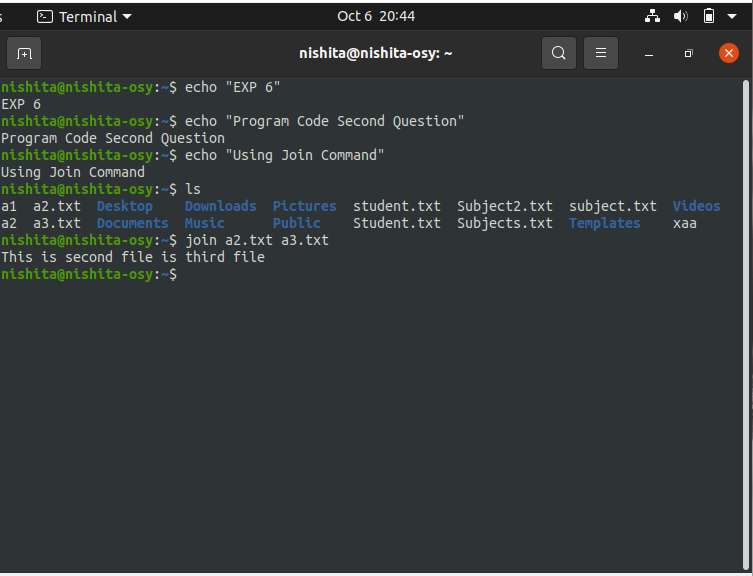 Terminal
Oct 6 20:44
nishita@nishita-osy: ~
nishita@nishita-osy:~$ echo "EXP 6"
EXP 6
nishita@nishita-osy:~$ echo "Program Code Second Question"
Program Code Second Question
nishita@nishita-osy:~$ echo "Using Join Command"
Using Join Command
nishita@nishita-osy:~$ ls
a1 a2.txt Desktop Downloads Pictures student.txt Subject2.txt subject.txt Videos
a2 a3.txt Documents Music Public Student.txt Subjects.txt Templates xaa
nishita@nishita-osy:~$ join a2.txt a3.txt
This is second file is third file
nishita@nishita-osy:~$